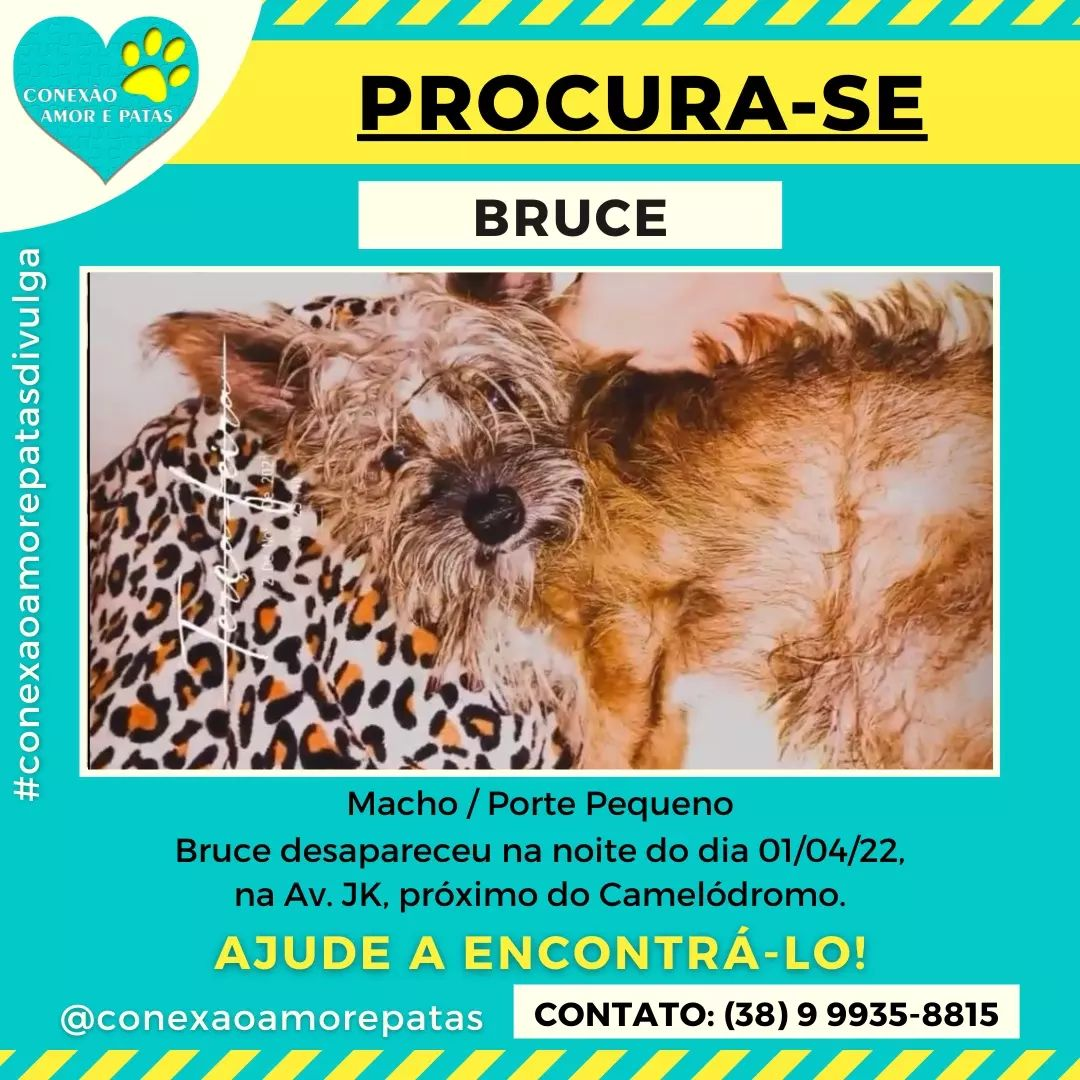 CONEXÃO
AMOR E PATAS
PROCURA-SE
BRUCE
#conexaoamorepatasdivulga
Macho / Porte Pequeno
Bruce desapareceu na noite do dia 01/04/22,
na Av. JK, próximo do Camelódromo.
AJUDE A ENCONTRÁ-LO!
@conexaoamorepatas
CONTATO: (38) 9 9935-8815